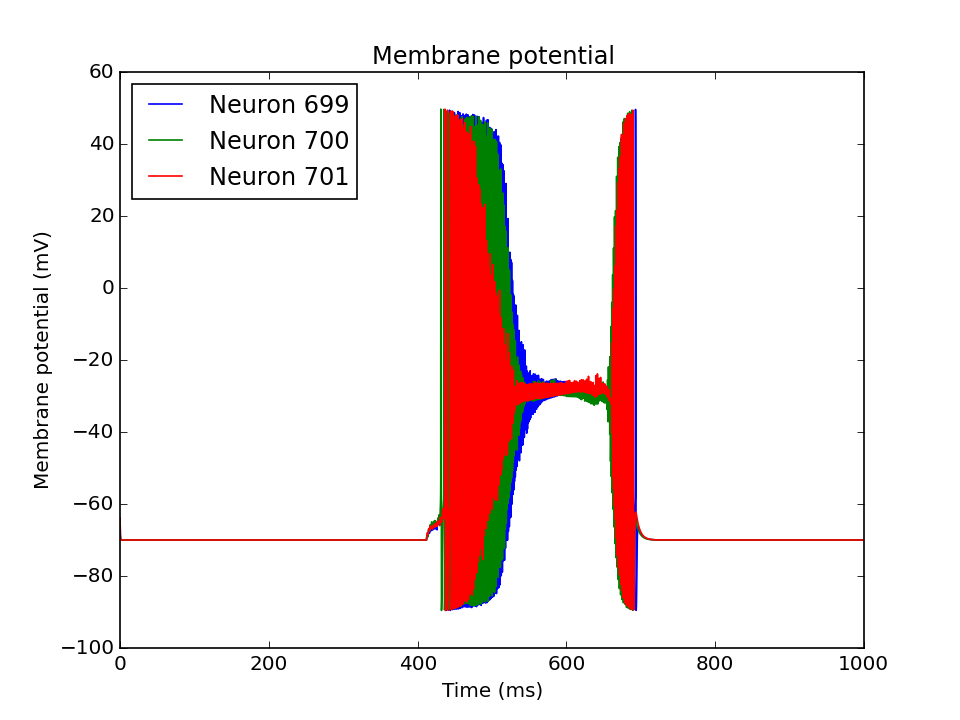 Membrane potential
60
40
20
0
−20
−40
−60
−80
−100
Membrane potential (mV)
Neuron 699
Neuron 700
Neuron 701
0 200 400 600 800 1000
Time (ms)